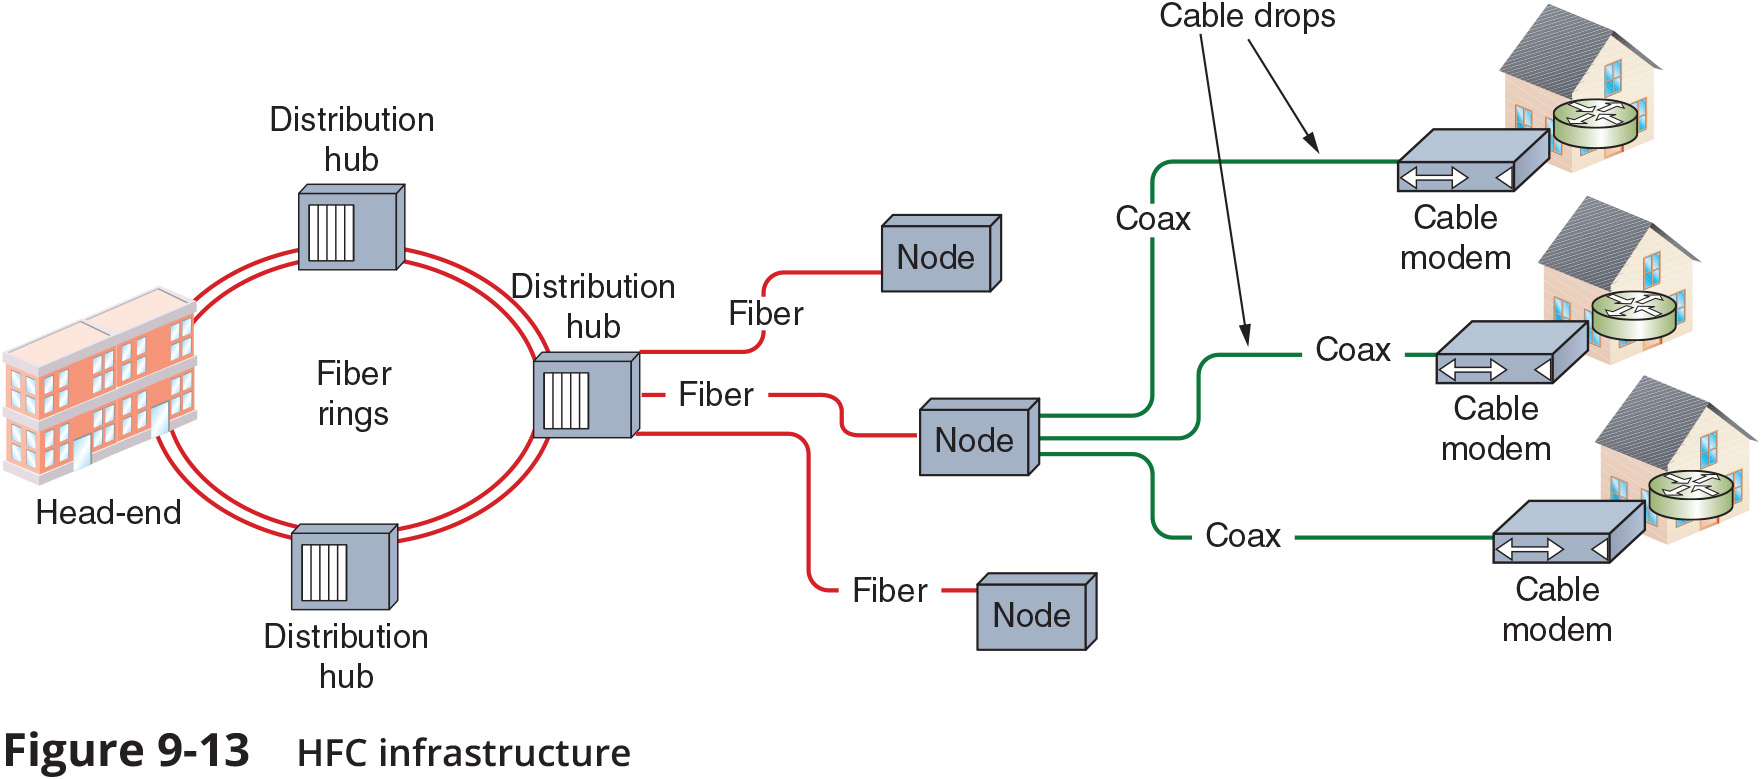 Cable drops
Distribution
hub
Coax
Cable
modem
Node
Distribution
hub
Fiber
Fiber
rings
Fiber
Coax
Cable
modem
Node
Head-end
Coax
Cable
modem
Fiber
Node
Distribution
hub
Figure 9-13 HFC infrastructure